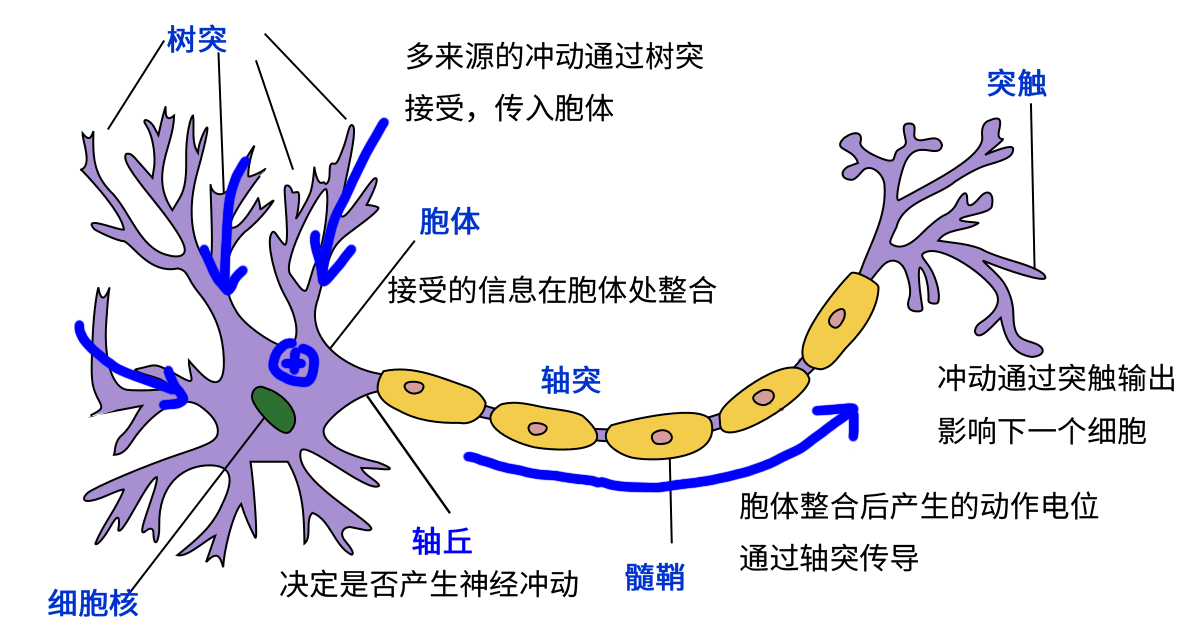 树突
多来源的冲动通过树突
接受，传入胞体
突触
胞体
接受的信息在胞体处整合
轴突
冲动通过突触输出
影响下一个细胞
胞体整合后产生的动作电位
通过轴突传导
轴丘
决定是否产生神经冲动
髓鞘
细胞核